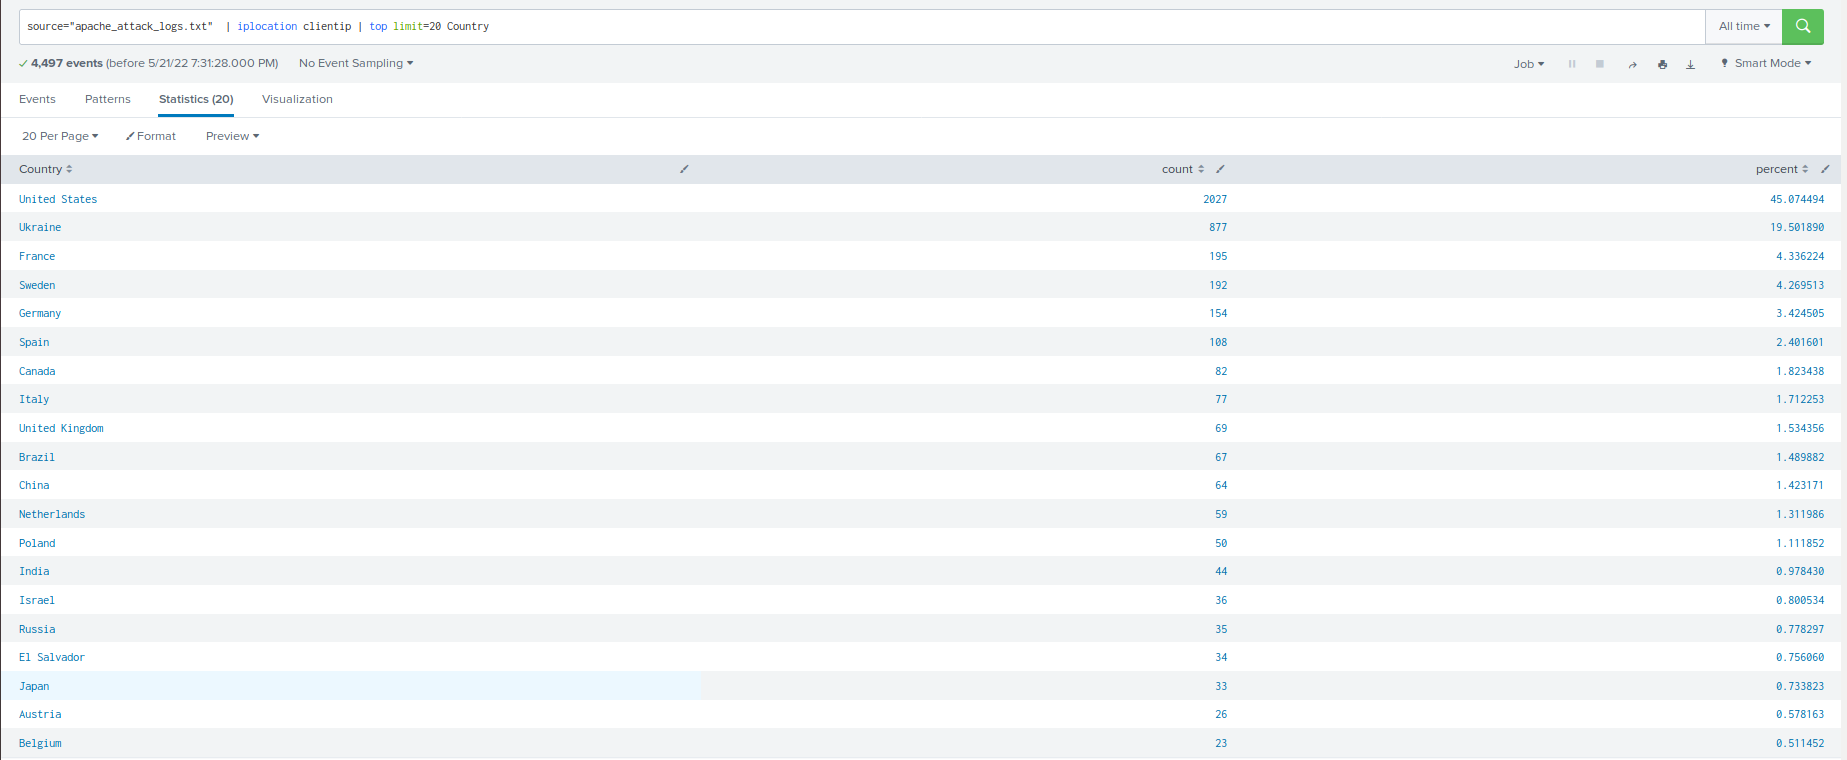 source="apache_attack_logs.txt" | iplocation clientip | top limit=20 Country All time
4,497 events (before 5/21/22 7:31:28.000 PM) No Event Sampling Job Smart Mode
Events Patterns Statistics (20) Visualization
20 Per Page Format Preview
Country count percent
United States 2027 45.074494
Ukraine 877 19.501890
France 195 4.336224
Sweden 192 4.269513
Germany 154 3.424505
Spain 108 2.401601
Canada 82 1.823438
Italy 77 1.712253
United Kingdom 69 1.534356
Brazil 67 1.489882
China 64 1.423171
Netherlands 59 1.311986
Poland 50 1.111852
India 44 0.978430
Israel 36 0.800534
Russia 35 0.778297
El Salvador 34 0.756060
Japan 33 0.733823
Austria 26 0.578163
Belgium 23 0.511452